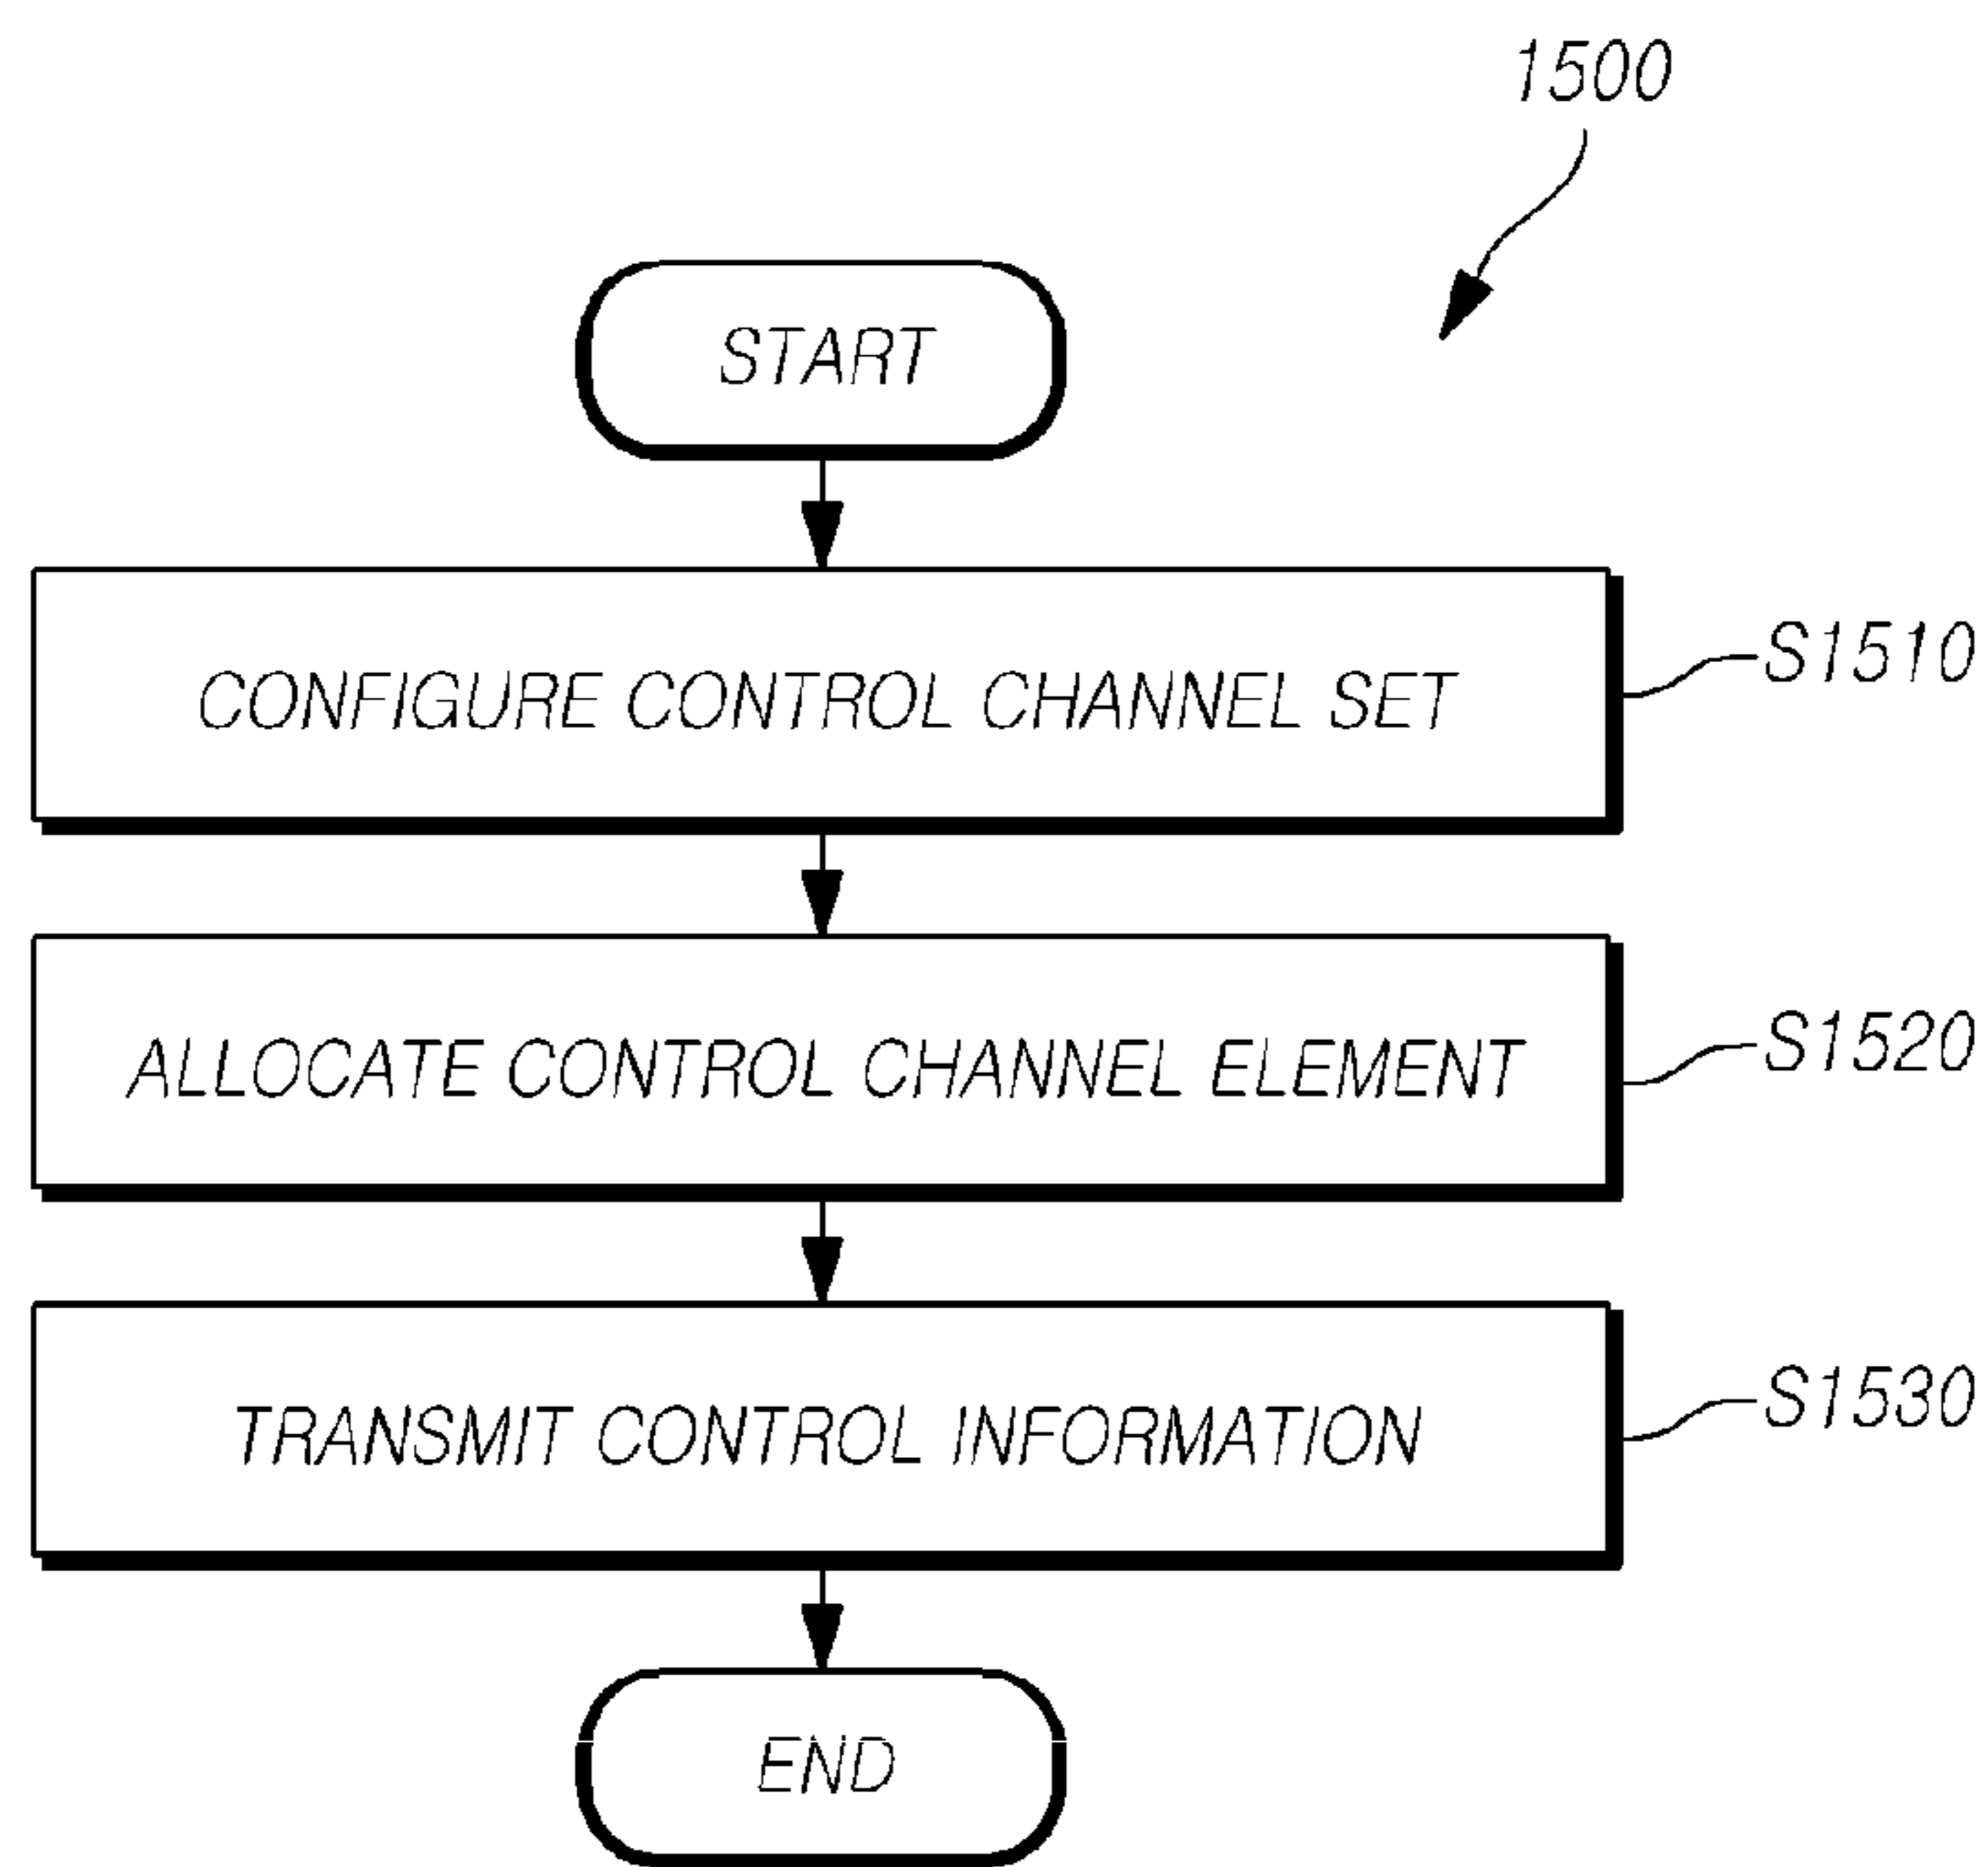 1500
START
CONFIGURE CONTROL CHANNEL SET
S1510
ALLOCATE CONTROL CHANNEL ELEMENT
S1520
TRANSMIT CONTROL INFORMATION
S1530
END